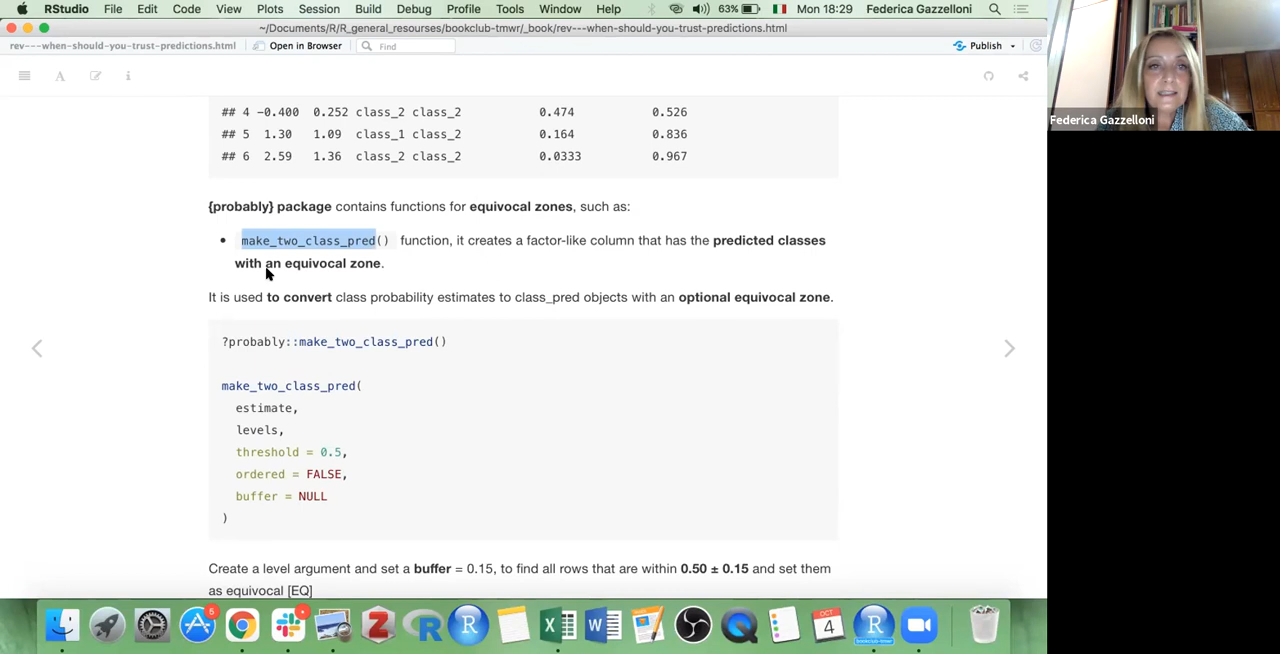 RStudio File Edit Code View Plots Session Build Debug Profile Tools Window Help 63% Mon 18:29 Federica Gazzelloni
~/Documents/R/R_general_resourses/bookclub-tmwr/_book/rev---when-should-you-trust-predictions.html
rev---when-should-you-trust-predictions.html Open in Browser Find Publish
A i
## 4 -0.400 0.252 class_2 class_2 0.474 0.526
## 5 1.30 1.09 class_1 class_2 0.164 0.836
## 6 2.59 1.36 class_2 class_2 0.0333 0.967
{probably} package contains functions for equivocal zones, such as:
• make_two_class_pred() function, it creates a factor-like column that has the predicted classes
with an equivocal zone.
It is used to convert class probability estimates to class_pred objects with an optional equivocal zone.
?probably::make_two_class_pred()
make_two_class_pred(
estimate,
levels,
threshold = 0.5,
ordered = FALSE,
buffer = NULL
)
Create a level argument and set a buffer = 0.15, to find all rows that are within 0.50 ± 0.15 and set them
as equivocal [EQ]
Federica Gazzelloni
5
Z
R
R
X
W
OCT
4
R
bookclub-tmwr